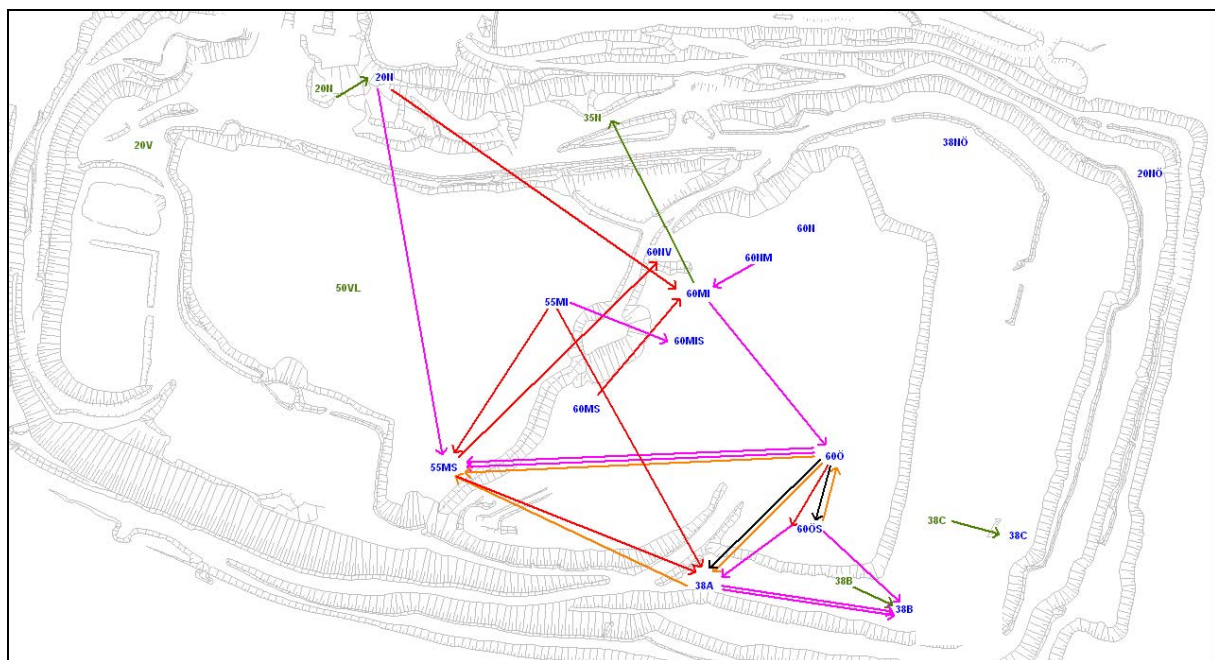 20N
20N
35N
20V
38NÖ
20NÖ
60N
60NV
60NM
50VL
60MI
55MI
60MIS
60MS
60Ö
55MS
38C
60ÖS
38C
38B
38A
38B